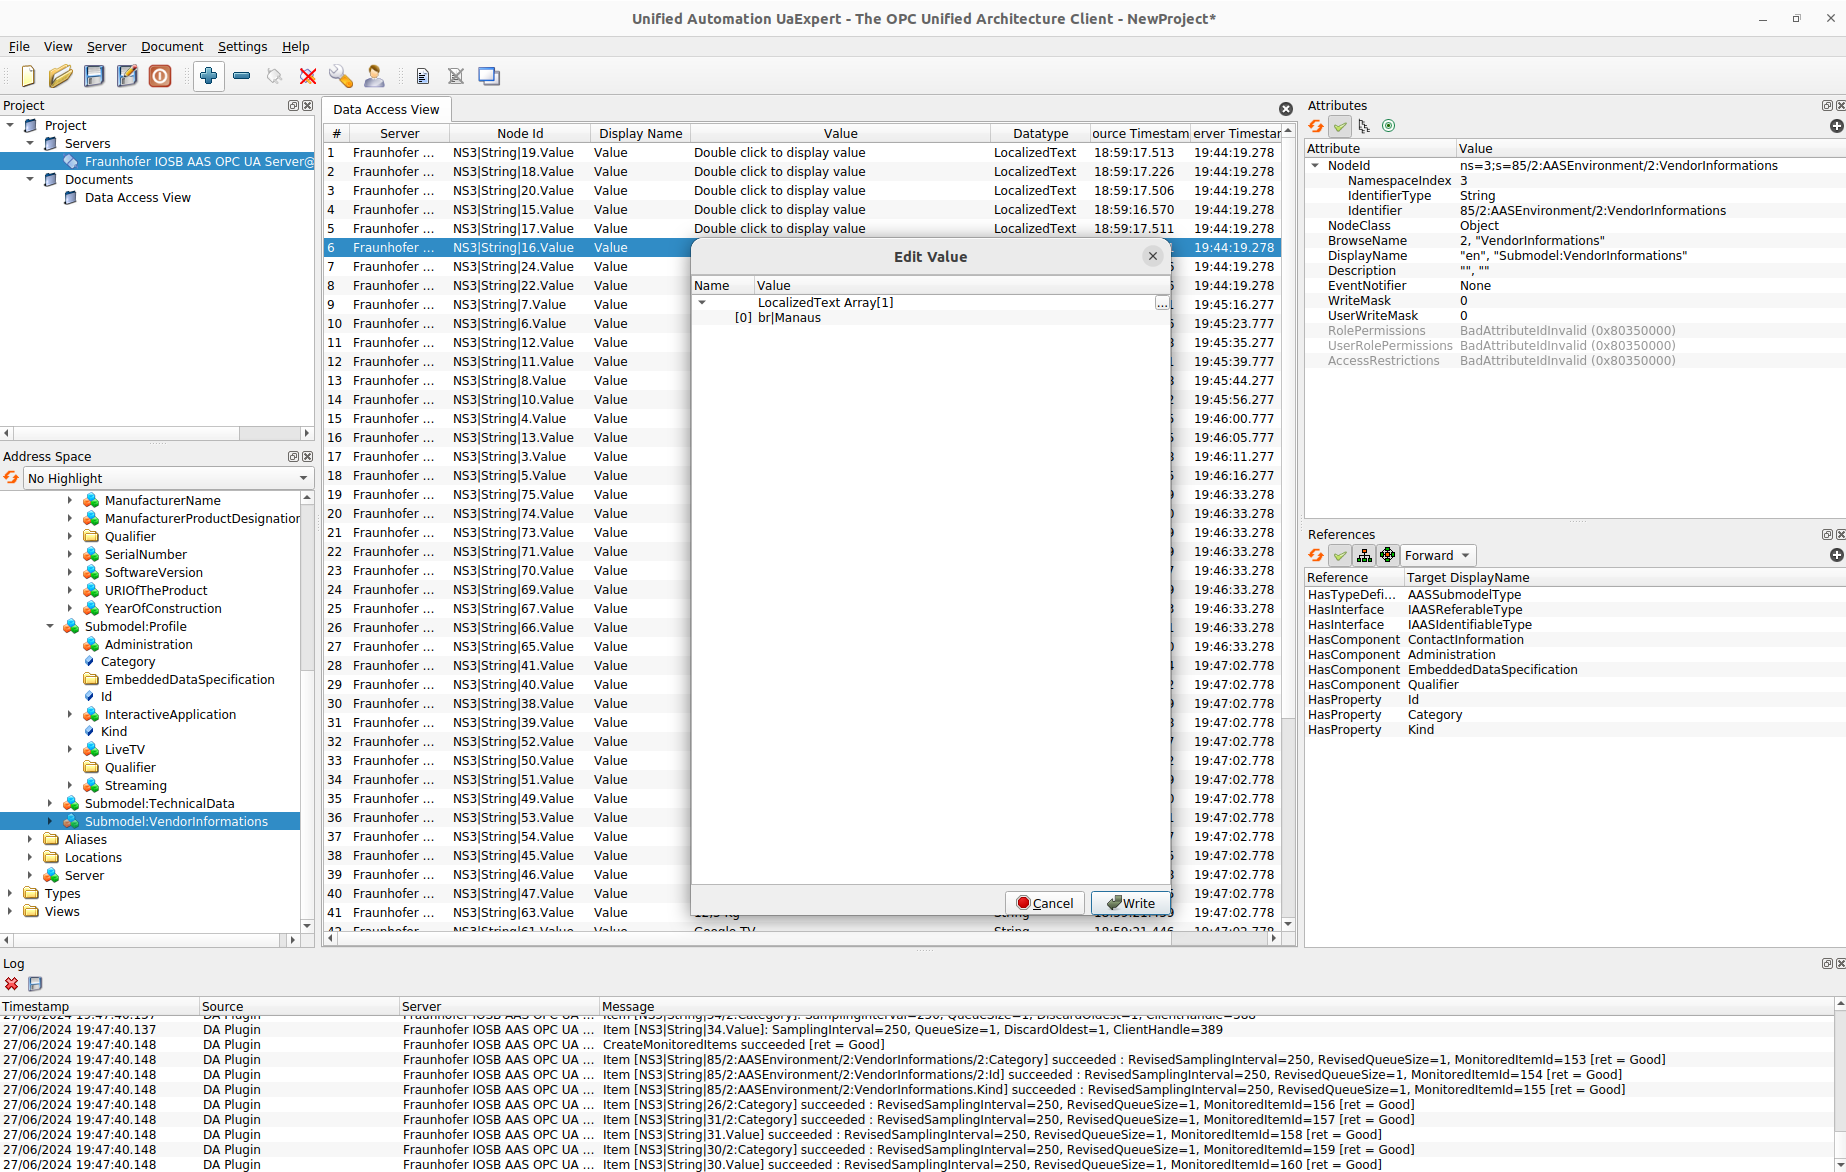 Unified Automation UaExpert - The OPC Unified Architecture Client - NewProject*
File View Server Document Settings Help
Project
Project
Servers
Fraunhofer IOSB AAS OPC UA Server@
Documents
Data Access View
Address Space
No Highlight
ManufacturerName
ManufacturerProductDesignation
Qualifier
SerialNumber
SoftwareVersion
URIOfTheProduct
YearOfConstruction
Submodel:Profile
Administration
Category
EmbeddedDataSpecification
Id
InteractiveApplication
Kind
LiveTV
Qualifier
Streaming
Submodel:TechnicalData
Submodel:VendorInformations
Aliases
Locations
Server
Types
Views
Data Access View
# Server Node Id Display Name Value Datatype ource Timestam erver Timestar
1 Fraunhofer ... NS3|String|19.Value Value Double click to display value LocalizedText 18:59:17.513 19:44:19.278
2 Fraunhofer ... NS3|String|18.Value Value Double click to display value LocalizedText 18:59:17.226 19:44:19.278
3 Fraunhofer ... NS3|String|20.Value Value Double click to display value LocalizedText 18:59:17.506 19:44:19.278
4 Fraunhofer ... NS3|String|15.Value Value Double click to display value LocalizedText 18:59:16.570 19:44:19.278
5 Fraunhofer ... NS3|String|17.Value Value Double click to display value LocalizedText 18:59:17.511 19:44:19.278
6 Fraunhofer ... NS3|String|16.Value Value 19:44:19.278
7 Fraunhofer ... NS3|String|24.Value Value 19:44:19.278
8 Fraunhofer ... NS3|String|22.Value Value 19:44:19.278
9 Fraunhofer ... NS3|String|7.Value Value 19:45:16.277
10 Fraunhofer ... NS3|String|6.Value Value 19:45:23.777
11 Fraunhofer ... NS3|String|12.Value Value 19:45:35.277
12 Fraunhofer ... NS3|String|11.Value Value 19:45:39.777
13 Fraunhofer ... NS3|String|8.Value Value 19:45:44.277
14 Fraunhofer ... NS3|String|10.Value Value 19:45:56.277
15 Fraunhofer ... NS3|String|4.Value Value 19:46:00.777
16 Fraunhofer ... NS3|String|13.Value Value 19:46:05.777
17 Fraunhofer ... NS3|String|3.Value Value 19:46:11.277
18 Fraunhofer ... NS3|String|5.Value Value 19:46:16.277
19 Fraunhofer ... NS3|String|75.Value Value 19:46:33.278
20 Fraunhofer ... NS3|String|74.Value Value 19:46:33.278
21 Fraunhofer ... NS3|String|73.Value Value 19:46:33.278
22 Fraunhofer ... NS3|String|71.Value Value 19:46:33.278
23 Fraunhofer ... NS3|String|70.Value Value 19:46:33.278
24 Fraunhofer ... NS3|String|69.Value Value 19:46:33.278
25 Fraunhofer ... NS3|String|67.Value Value 19:46:33.278
26 Fraunhofer ... NS3|String|66.Value Value 19:46:33.278
27 Fraunhofer ... NS3|String|65.Value Value 19:46:33.278
28 Fraunhofer ... NS3|String|41.Value Value 19:47:02.778
29 Fraunhofer ... NS3|String|40.Value Value 19:47:02.778
30 Fraunhofer ... NS3|String|38.Value Value 19:47:02.778
31 Fraunhofer ... NS3|String|39.Value Value 19:47:02.778
32 Fraunhofer ... NS3|String|52.Value Value 19:47:02.778
33 Fraunhofer ... NS3|String|50.Value Value 19:47:02.778
34 Fraunhofer ... NS3|String|51.Value Value 19:47:02.778
35 Fraunhofer ... NS3|String|49.Value Value 19:47:02.778
36 Fraunhofer ... NS3|String|53.Value Value 19:47:02.778
37 Fraunhofer ... NS3|String|54.Value Value 19:47:02.778
38 Fraunhofer ... NS3|String|45.Value Value 19:47:02.778
39 Fraunhofer ... NS3|String|46.Value Value 19:47:02.778
40 Fraunhofer ... NS3|String|47.Value Value 19:47:02.778
41 Fraunhofer ... NS3|String|63.Value Value 19:47:02.778
Edit Value
Name Value
LocalizedText Array[1] ...
[0] br|Manaus
Cancel Write
Attributes
Attribute Value
NodeId ns=3;s=85/2:AASEnvironment/2:VendorInformations
NamespaceIndex 3
IdentifierType String
Identifier 85/2:AASEnvironment/2:VendorInformations
NodeClass Object
BrowseName 2, "VendorInformations"
DisplayName "en", "Submodel:VendorInformations"
Description "", ""
EventNotifier None
WriteMask 0
UserWriteMask 0
RolePermissions BadAttributeIdInvalid (0x80350000)
UserRolePermissions BadAttributeIdInvalid (0x80350000)
AccessRestrictions BadAttributeIdInvalid (0x80350000)
References
Forward
Reference Target DisplayName
HasTypeDefi... AASSubmodelType
HasInterface IAASReferableType
HasInterface IAASIdentifiableType
HasComponent ContactInformation
HasComponent Administration
HasComponent EmbeddedDataSpecification
HasComponent Qualifier
HasProperty Id
HasProperty Category
HasProperty Kind
Log
Timestamp Source Server Message
27/06/2024 19:47:40.137 DA Plugin Fraunhofer IOSB AAS OPC UA ... Item [NS3|String|34.Value]: SamplingInterval=250, QueueSize=1, DiscardOldest=1, ClientHandle=389
27/06/2024 19:47:40.148 DA Plugin Fraunhofer IOSB AAS OPC UA ... CreateMonitoredItems succeeded [ret = Good]
27/06/2024 19:47:40.148 DA Plugin Fraunhofer IOSB AAS OPC UA ... Item [NS3|String|85/2:AASEnvironment/2:VendorInformations/2:Category] succeeded : RevisedSamplingInterval=250, RevisedQueueSize=1, MonitoredItemId=153 [ret = Good]
27/06/2024 19:47:40.148 DA Plugin Fraunhofer IOSB AAS OPC UA ... Item [NS3|String|85/2:AASEnvironment/2:VendorInformations/2:Id] succeeded : RevisedSamplingInterval=250, RevisedQueueSize=1, MonitoredItemId=154 [ret = Good]
27/06/2024 19:47:40.148 DA Plugin Fraunhofer IOSB AAS OPC UA ... Item [NS3|String|85/2:AASEnvironment/2:VendorInformations.Kind] succeeded : RevisedSamplingInterval=250, RevisedQueueSize=1, MonitoredItemId=155 [ret = Good]
27/06/2024 19:47:40.148 DA Plugin Fraunhofer IOSB AAS OPC UA ... Item [NS3|String|26/2:Category] succeeded : RevisedSamplingInterval=250, RevisedQueueSize=1, MonitoredItemId=156 [ret = Good]
27/06/2024 19:47:40.148 DA Plugin Fraunhofer IOSB AAS OPC UA ... Item [NS3|String|31/2:Category] succeeded : RevisedSamplingInterval=250, RevisedQueueSize=1, MonitoredItemId=157 [ret = Good]
27/06/2024 19:47:40.148 DA Plugin Fraunhofer IOSB AAS OPC UA ... Item [NS3|String|31.Value] succeeded : RevisedSamplingInterval=250, RevisedQueueSize=1, MonitoredItemId=158 [ret = Good]
27/06/2024 19:47:40.148 DA Plugin Fraunhofer IOSB AAS OPC UA ... Item [NS3|String|30/2:Category] succeeded : RevisedSamplingInterval=250, RevisedQueueSize=1, MonitoredItemId=159 [ret = Good]
27/06/2024 19:47:40.148 DA Plugin Fraunhofer IOSB AAS OPC UA ... Item [NS3|String|30.Value] succeeded : RevisedSamplingInterval=250, RevisedQueueSize=1, MonitoredItemId=160 [ret = Good]